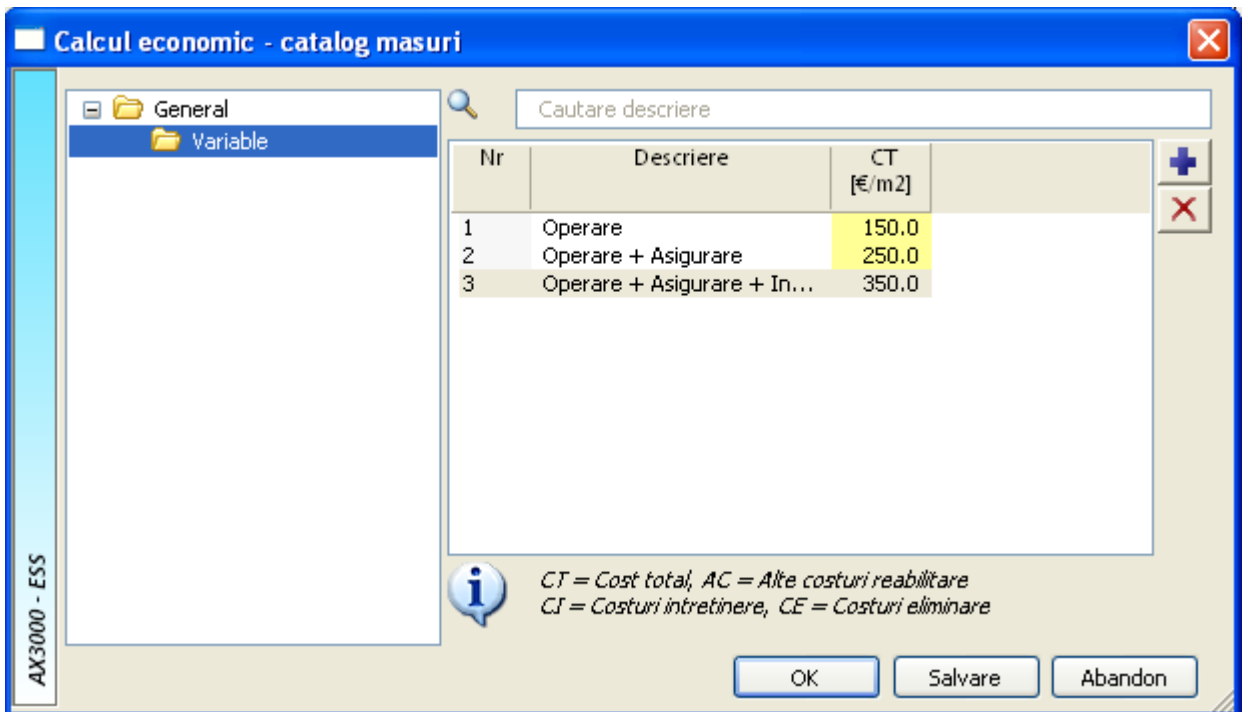 Calcul economic - catalog masuri
General
Variable
Cautare descriere
Nr Descriere CT
[€/m2]
1 Operare 150.0
2 Operare + Asigurare 250.0
3 Operare + Asigurare + In... 350.0
CT = Cost total, AC = Alte costuri reabilitare
CI = Costuri intretinere, CE = Costuri eliminare
AX3000 - ESS
OK Salvare Abandon